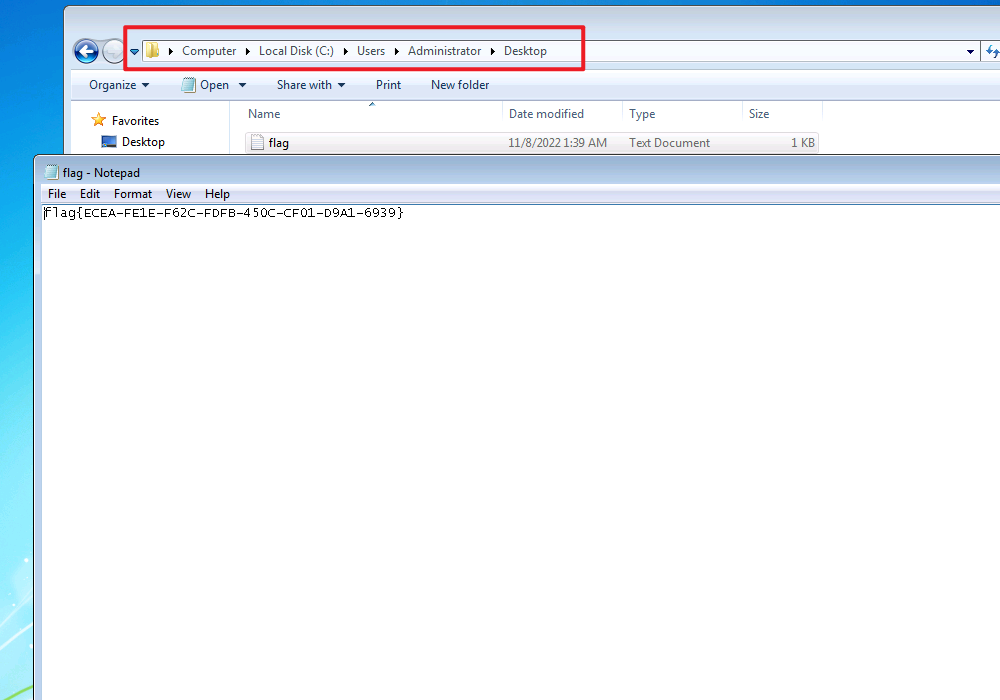 Computer Local Disk (C:) Users Administrator Desktop
Organize Open Share with Print New folder
Favorites
Desktop
Name Date modified Type Size
flag 11/8/2022 1:39 AM Text Document 1 KB
flag - Notepad
File Edit Format View Help
flag{ECEA-FE1E-F62C-FDFB-450C-CF01-D9A1-6939}